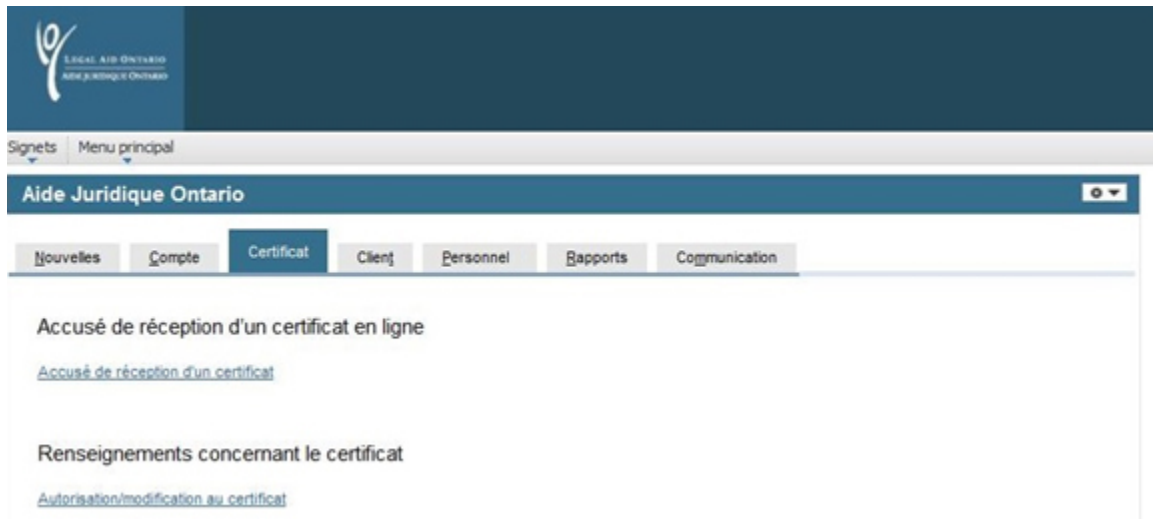 LEGAL AID ONTARIO
AIDE JURIDIQUE ONTARIO
Signets Menu principal
Aide Juridique Ontario
Nouvelles Compte Certificat Client Personnel Rapports Communication
Accusé de réception d'un certificat en ligne
Accusé de réception d'un certificat
Renseignements concernant le certificat
Autorisation/modification au certificat